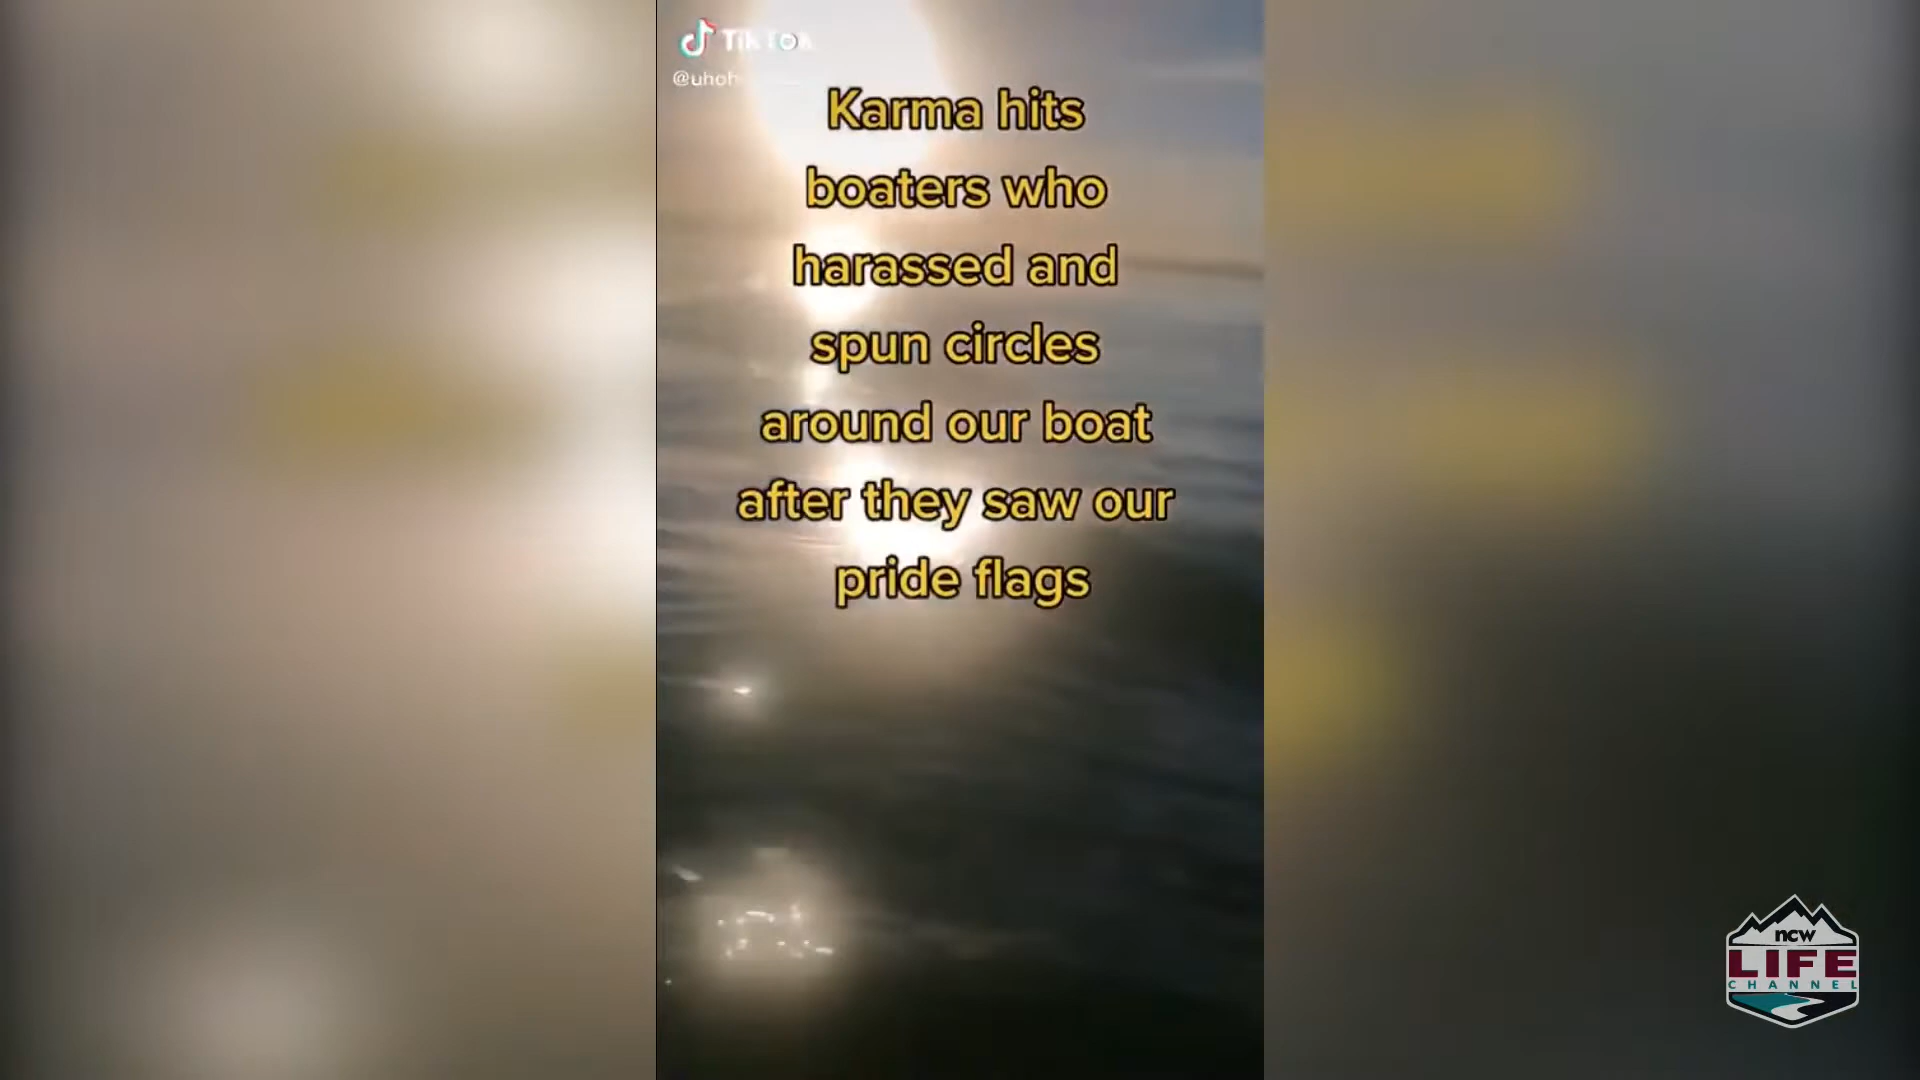 TikTok
Karma hits
boaters who
harassed and
spun circles
around our boat
after they saw our
pride flags
ncw
LIFE
CHANNEL